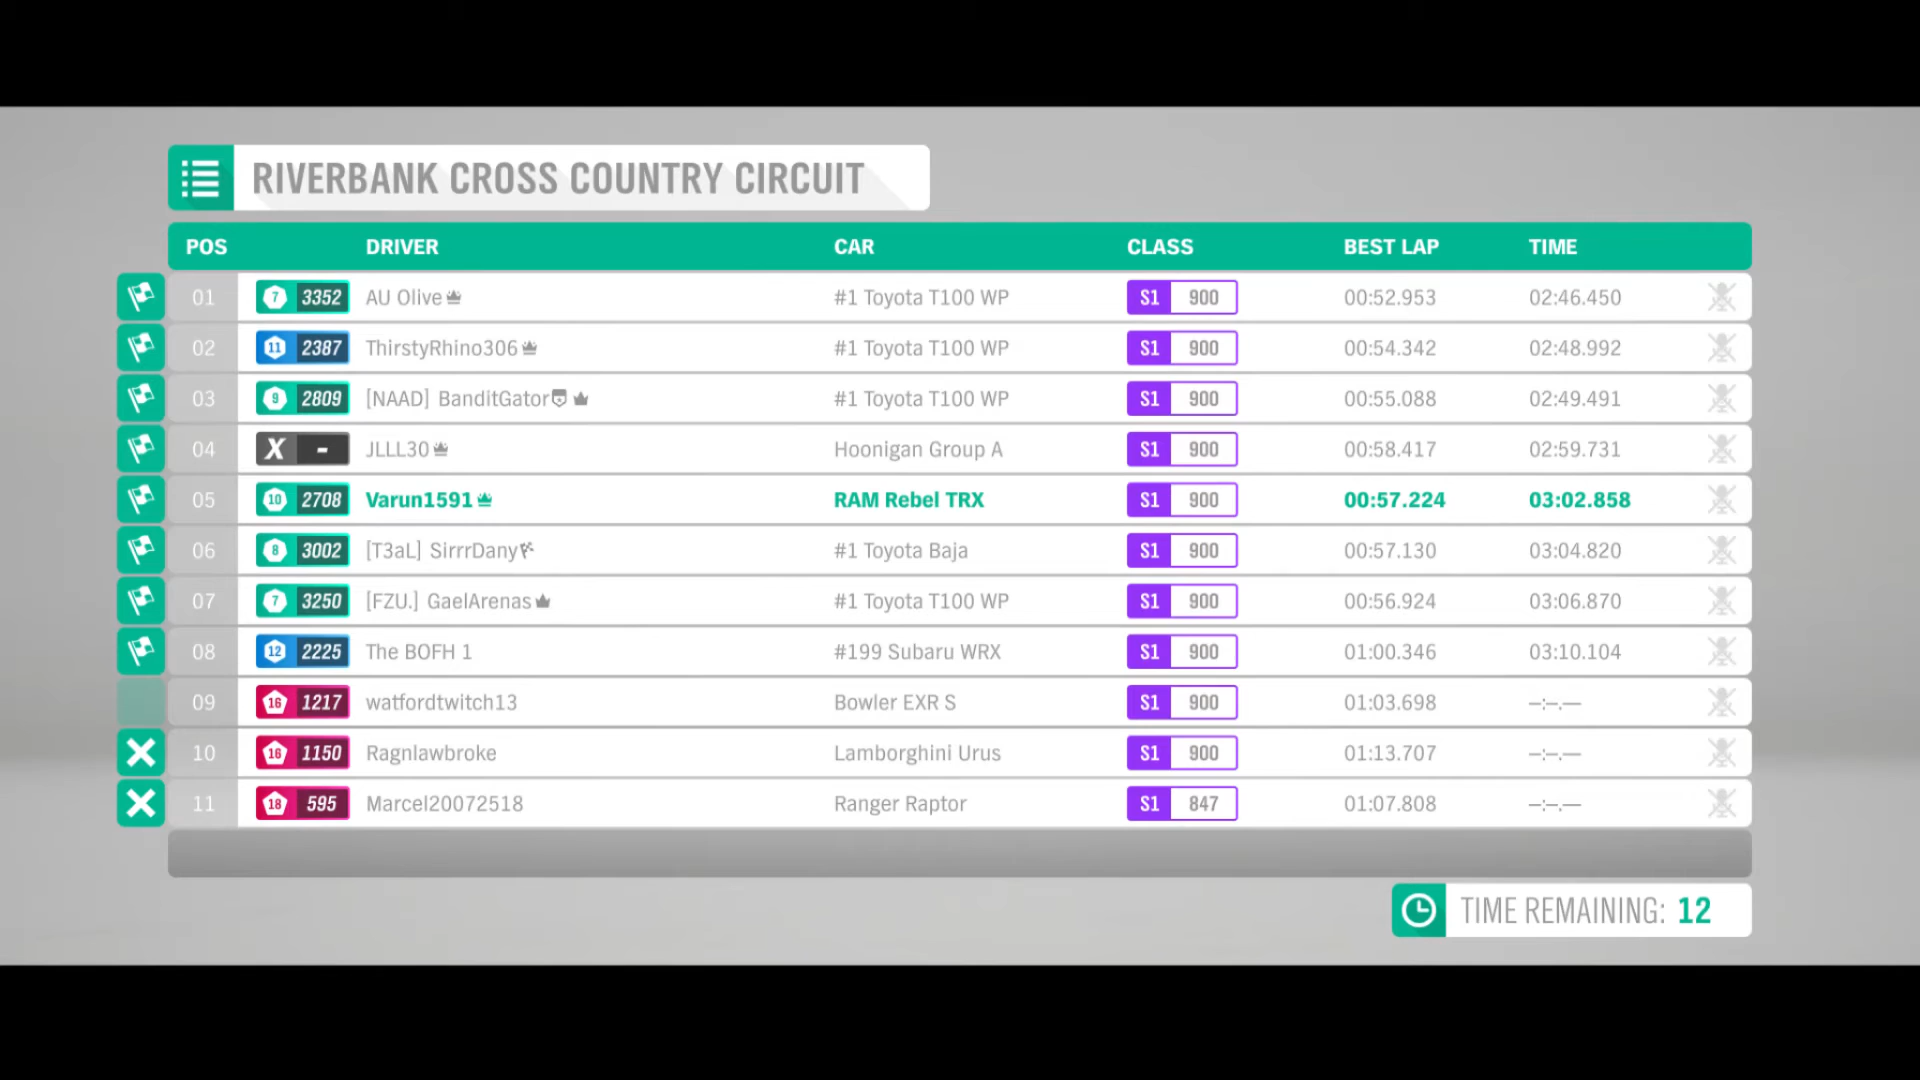 RIVERBANK CROSS COUNTRY CIRCUIT
POS DRIVER CAR CLASS BEST LAP TIME
01 7 3352 AU Olive #1 Toyota T100 WP S1 900 00:52.953 02:46.450
02 11 2387 ThirstyRhino306 #1 Toyota T100 WP S1 900 00:54.342 02:48.992
03 9 2809 [NAAD] BanditGator #1 Toyota T100 WP S1 900 00:55.088 02:49.491
04 X - JLLL30 Hoonigan Group A S1 900 00:58.417 02:59.731
05 10 2708 Varun1591 RAM Rebel TRX S1 900 00:57.224 03:02.858
06 8 3002 [T3aL] SirrrDany #1 Toyota Baja S1 900 00:57.130 03:04.820
07 7 3250 [FZU.] GaelArenas #1 Toyota T100 WP S1 900 00:56.924 03:06.870
08 12 2225 The BOFH 1 #199 Subaru WRX S1 900 01:00.346 03:10.104
09 16 1217 watfordtwitch13 Bowler EXR S S1 900 01:03.698 --:--.---
10 16 1150 Ragnlawbroke Lamborghini Urus S1 900 01:13.707 --:--.---
11 18 595 Marcel20072518 Ranger Raptor S1 847 01:07.808 --:--.---
TIME REMAINING: 12